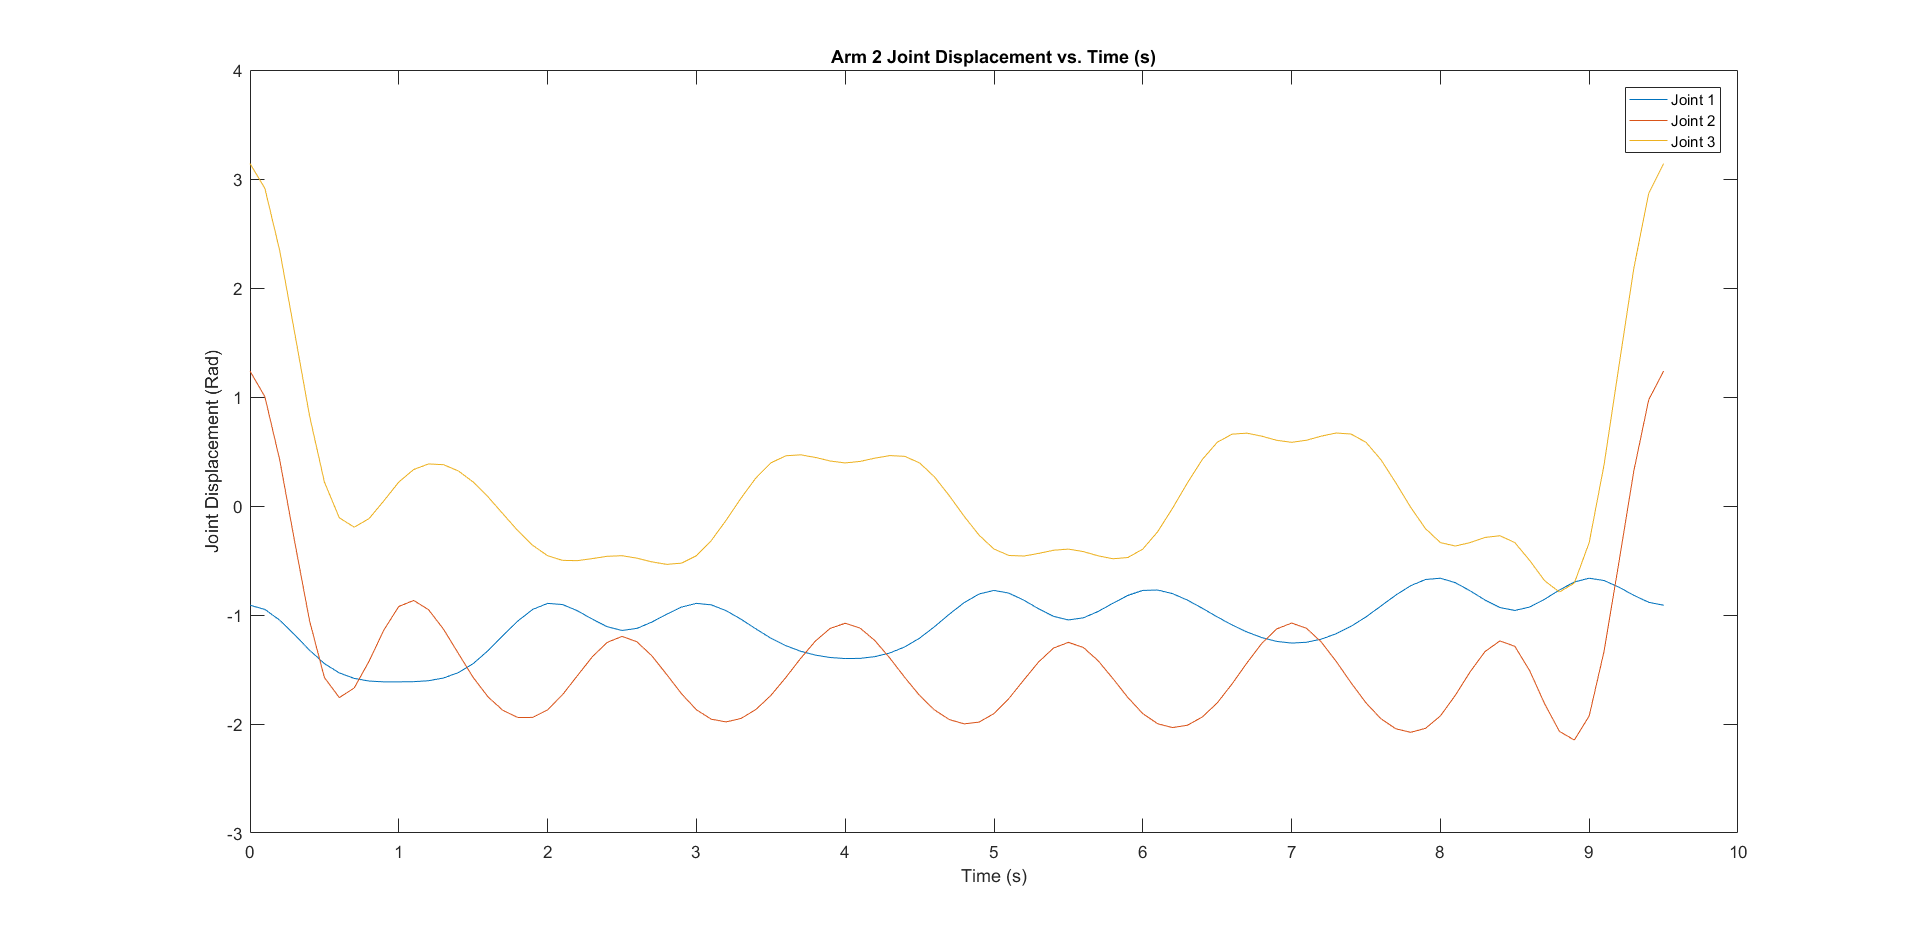 Arm 2 Joint Displacement vs. Time (s)
Joint 1
Joint 2
Joint 3
Joint Displacement (Rad)
4
3
2
1
0
-1
-2
-3
0 1 2 3 4 5 6 7 8 9 10
Time (s)